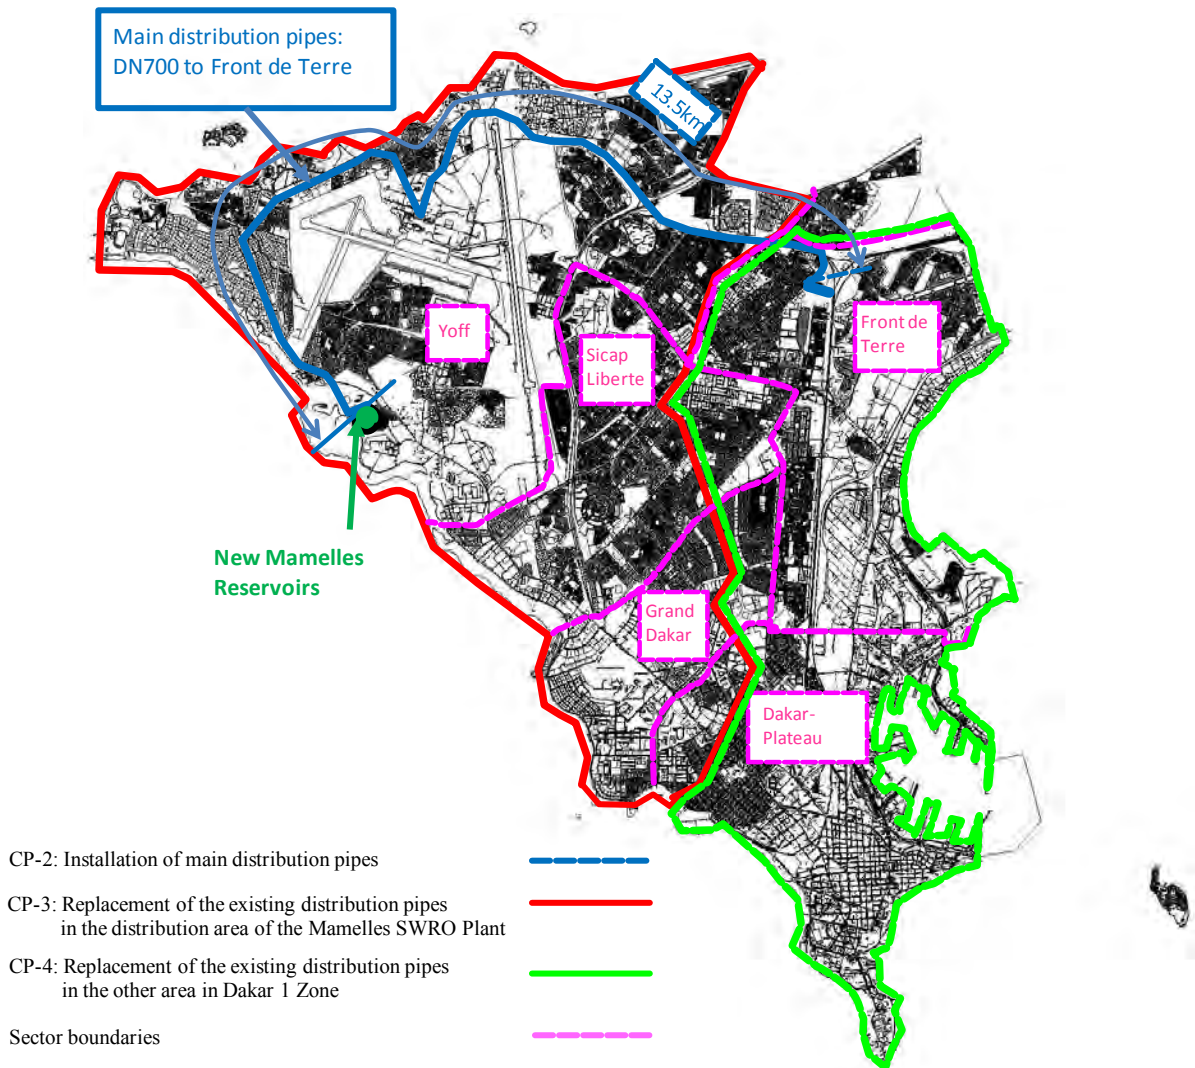 Main distribution pipes:
DN700 to Front de Terre
13.5km
Yoff
Sicap
Liberte
Front de
Terre
New Mamelles
Reservoirs
Grand
Dakar
Dakar-
Plateau
CP-2: Installation of main distribution pipes
CP-3: Replacement of the existing distribution pipes
in the distribution area of the Mamelles SWRO Plant
CP-4: Replacement of the existing distribution pipes
in the other area in Dakar 1 Zone
Sector boundaries